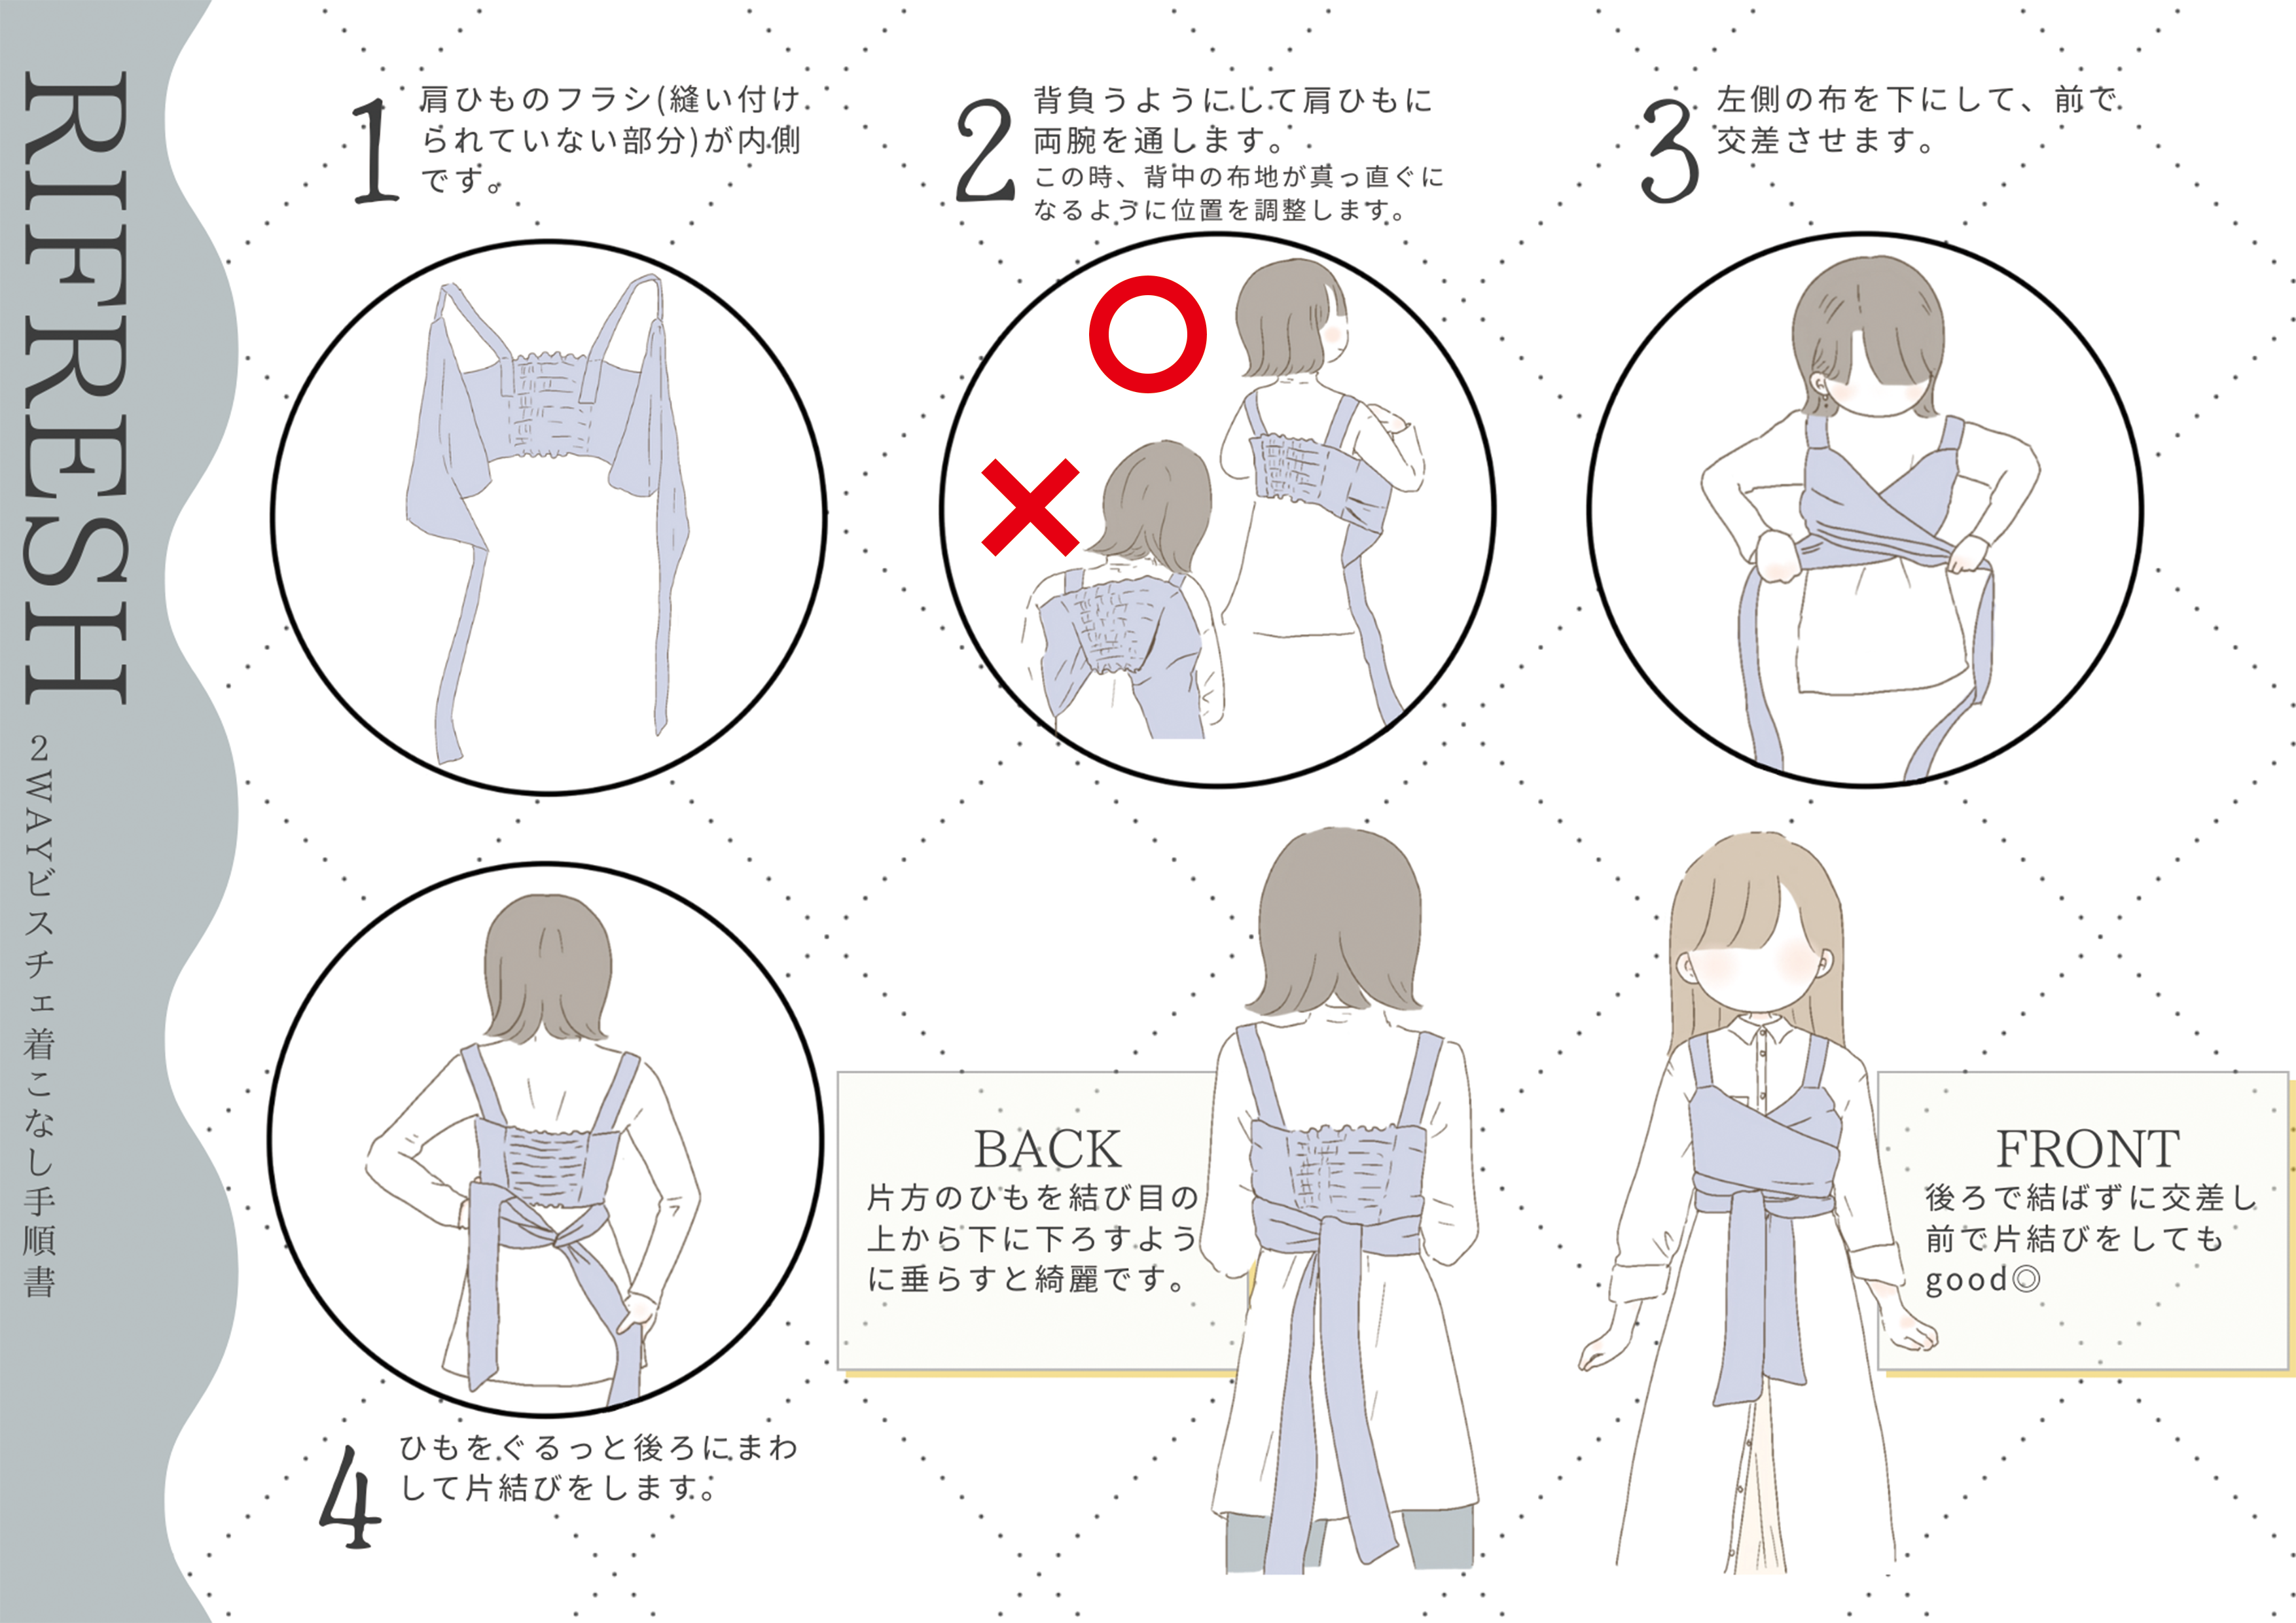 RIFRESH
2WAYビスチェ着こなし手順書
1
肩ひものフラシ(縫い付け
られていない部分)が内側
です。
2
背負うようにして肩ひもに
両腕を通します。
この時、背中の布地が真っ直ぐに
なるように位置を調整します。
3
左側の布を下にして、前で
交差させます。
4
ひもをぐるっと後ろにまわ
して片結びをします。
BACK
片方のひもを結び目の
上から下に下ろすよう
に垂らすと綺麗です。
FRONT
後ろで結ばずに交差し
前で片結びをしても
good◎